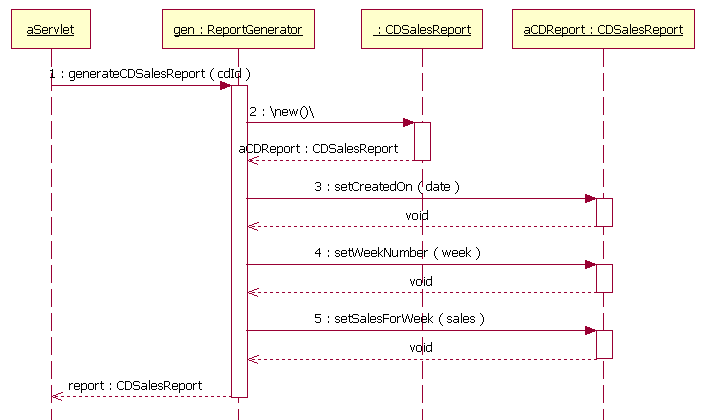 aServlet
gen : ReportGenerator
: CDSalesReport
aCDReport : CDSalesReport
1 : generateCDSalesReport ( cdId )
2 : \new()\
aCDReport : CDSalesReport
3 : setCreatedOn ( date )
void
4 : setWeekNumber ( week )
void
5 : setSalesForWeek ( sales )
void
report : CDSalesReport